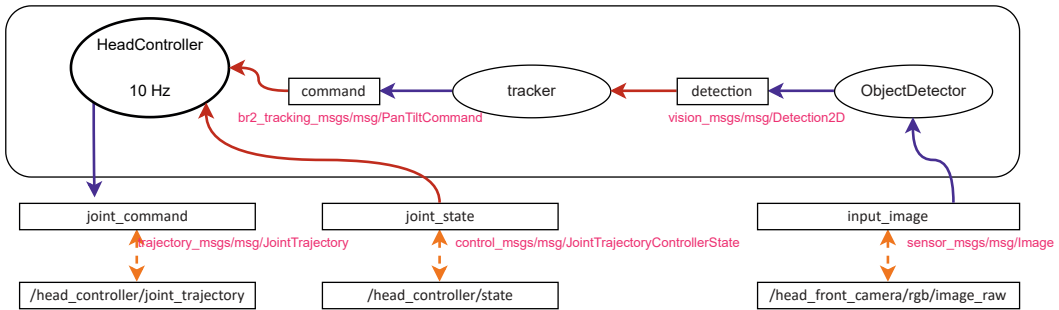 HeadController
10 Hz
command
tracker
detection
ObjectDetector
br2_tracking_msgs/msg/PanTiltCommand
vision_msgs/msg/Detection2D
joint_command
joint_state
input_image
trajectory_msgs/msg/JointTrajectory
control_msgs/msg/JointTrajectoryControllerState
sensor_msgs/msg/Image
/head_controller/joint_trajectory
/head_controller/state
/head_front_camera/rgb/image_raw